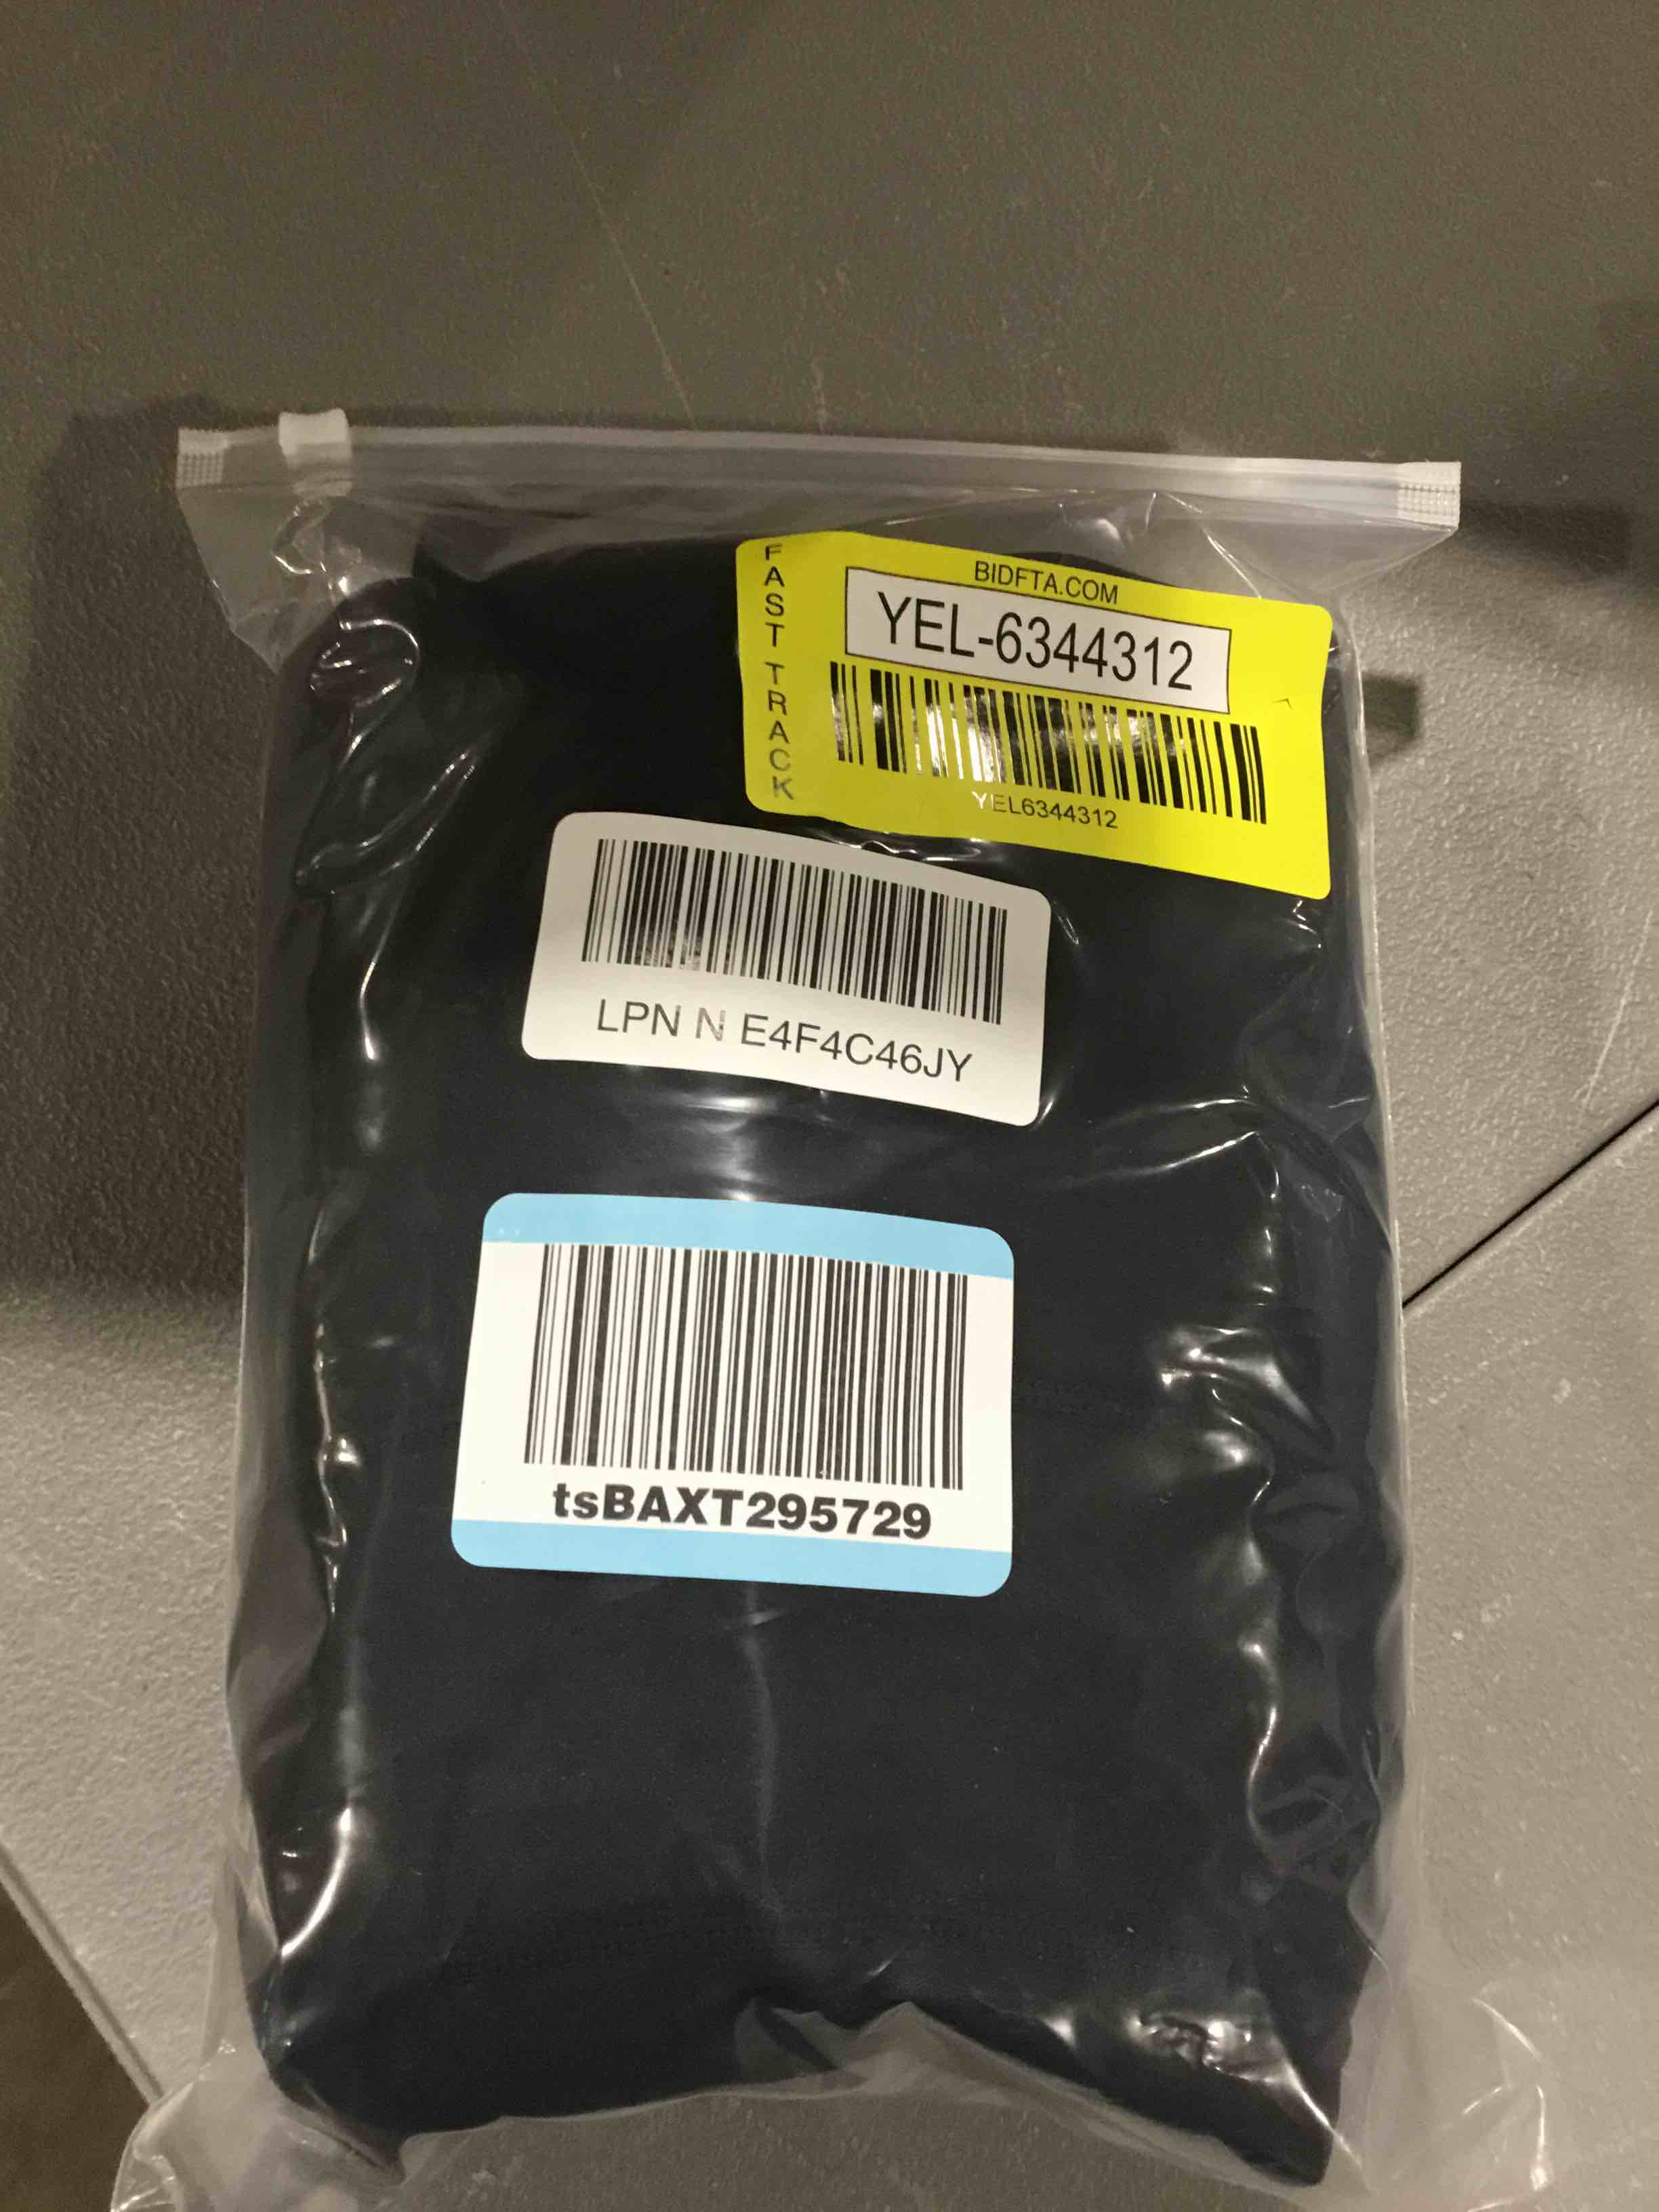 FAST TRACK
BIDFTA.COM
YEL-6344312
YEL6344312
LPN N E4F4C46JY
tsBAXT295729